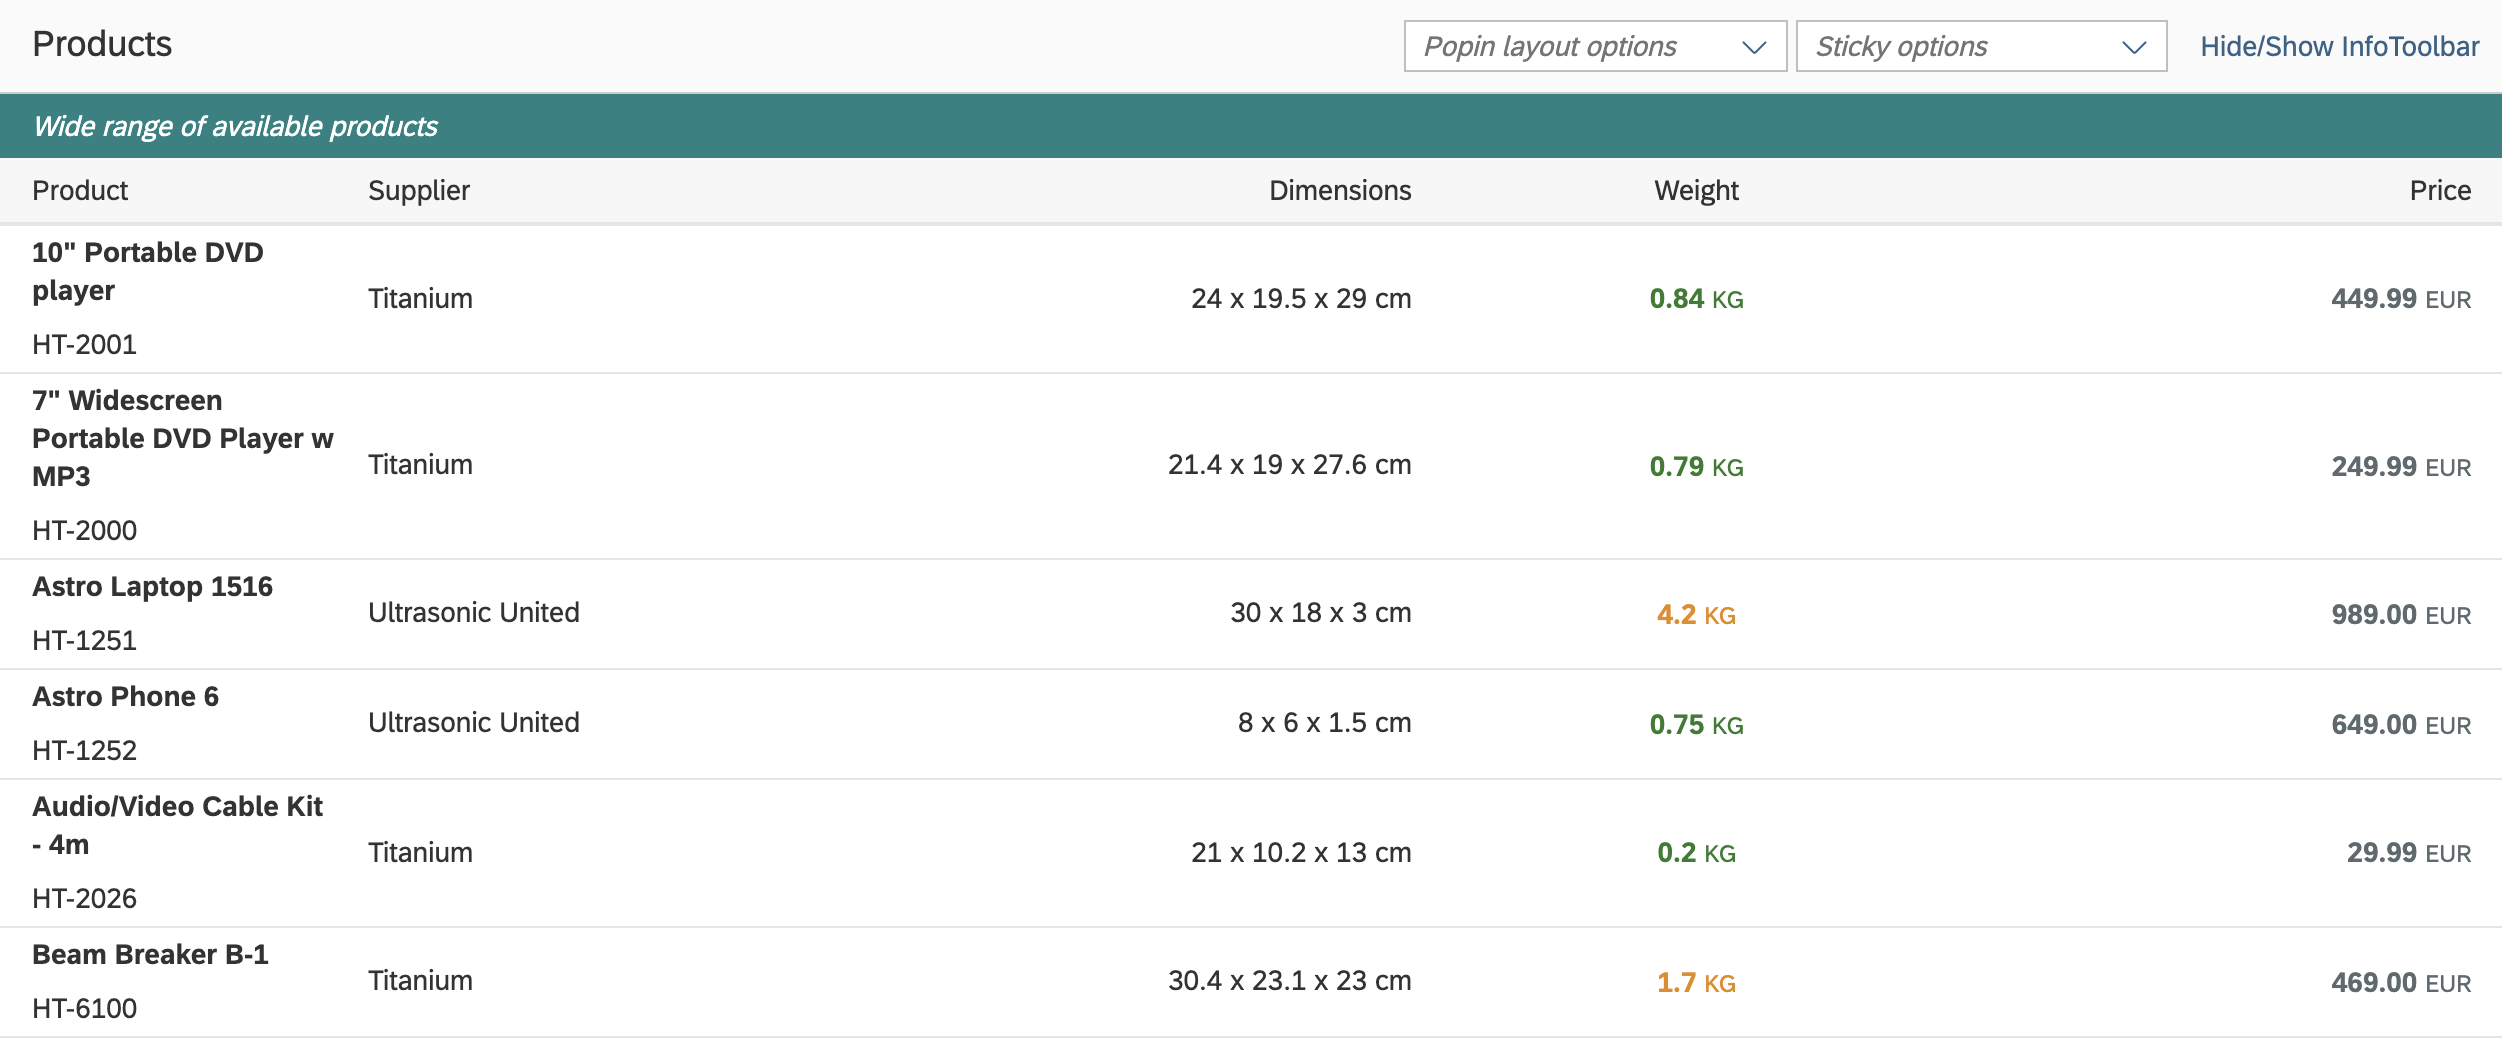 Products
Popin layout options
Sticky options
Hide/Show InfoToolbar
Wide range of available products
Product Supplier Dimensions Weight Price
10" Portable DVD
player
HT-2001
Titanium
24 x 19.5 x 29 cm
0.84 KG
449.99 EUR
7" Widescreen
Portable DVD Player w
MP3
HT-2000
Titanium
21.4 x 19 x 27.6 cm
0.79 KG
249.99 EUR
Astro Laptop 1516
HT-1251
Ultrasonic United
30 x 18 x 3 cm
4.2 KG
989.00 EUR
Astro Phone 6
HT-1252
Ultrasonic United
8 x 6 x 1.5 cm
0.75 KG
649.00 EUR
Audio/Video Cable Kit
- 4m
HT-2026
Titanium
21 x 10.2 x 13 cm
0.2 KG
29.99 EUR
Beam Breaker B-1
HT-6100
Titanium
30.4 x 23.1 x 23 cm
1.7 KG
469.00 EUR